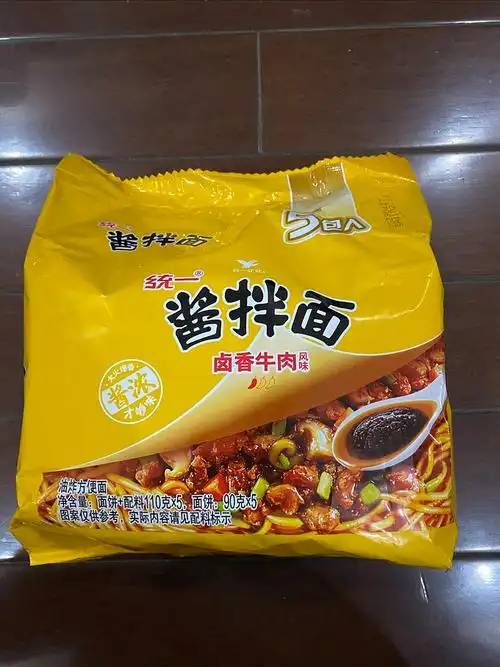 统一
酱拌面
5包入
统一®
酱拌面
卤香牛肉风味
酱浓
才够味
油炸方便面
净含量：面饼+配料110克×5，面饼：90克×5
图案仅供参考，实际内容请见配料标示